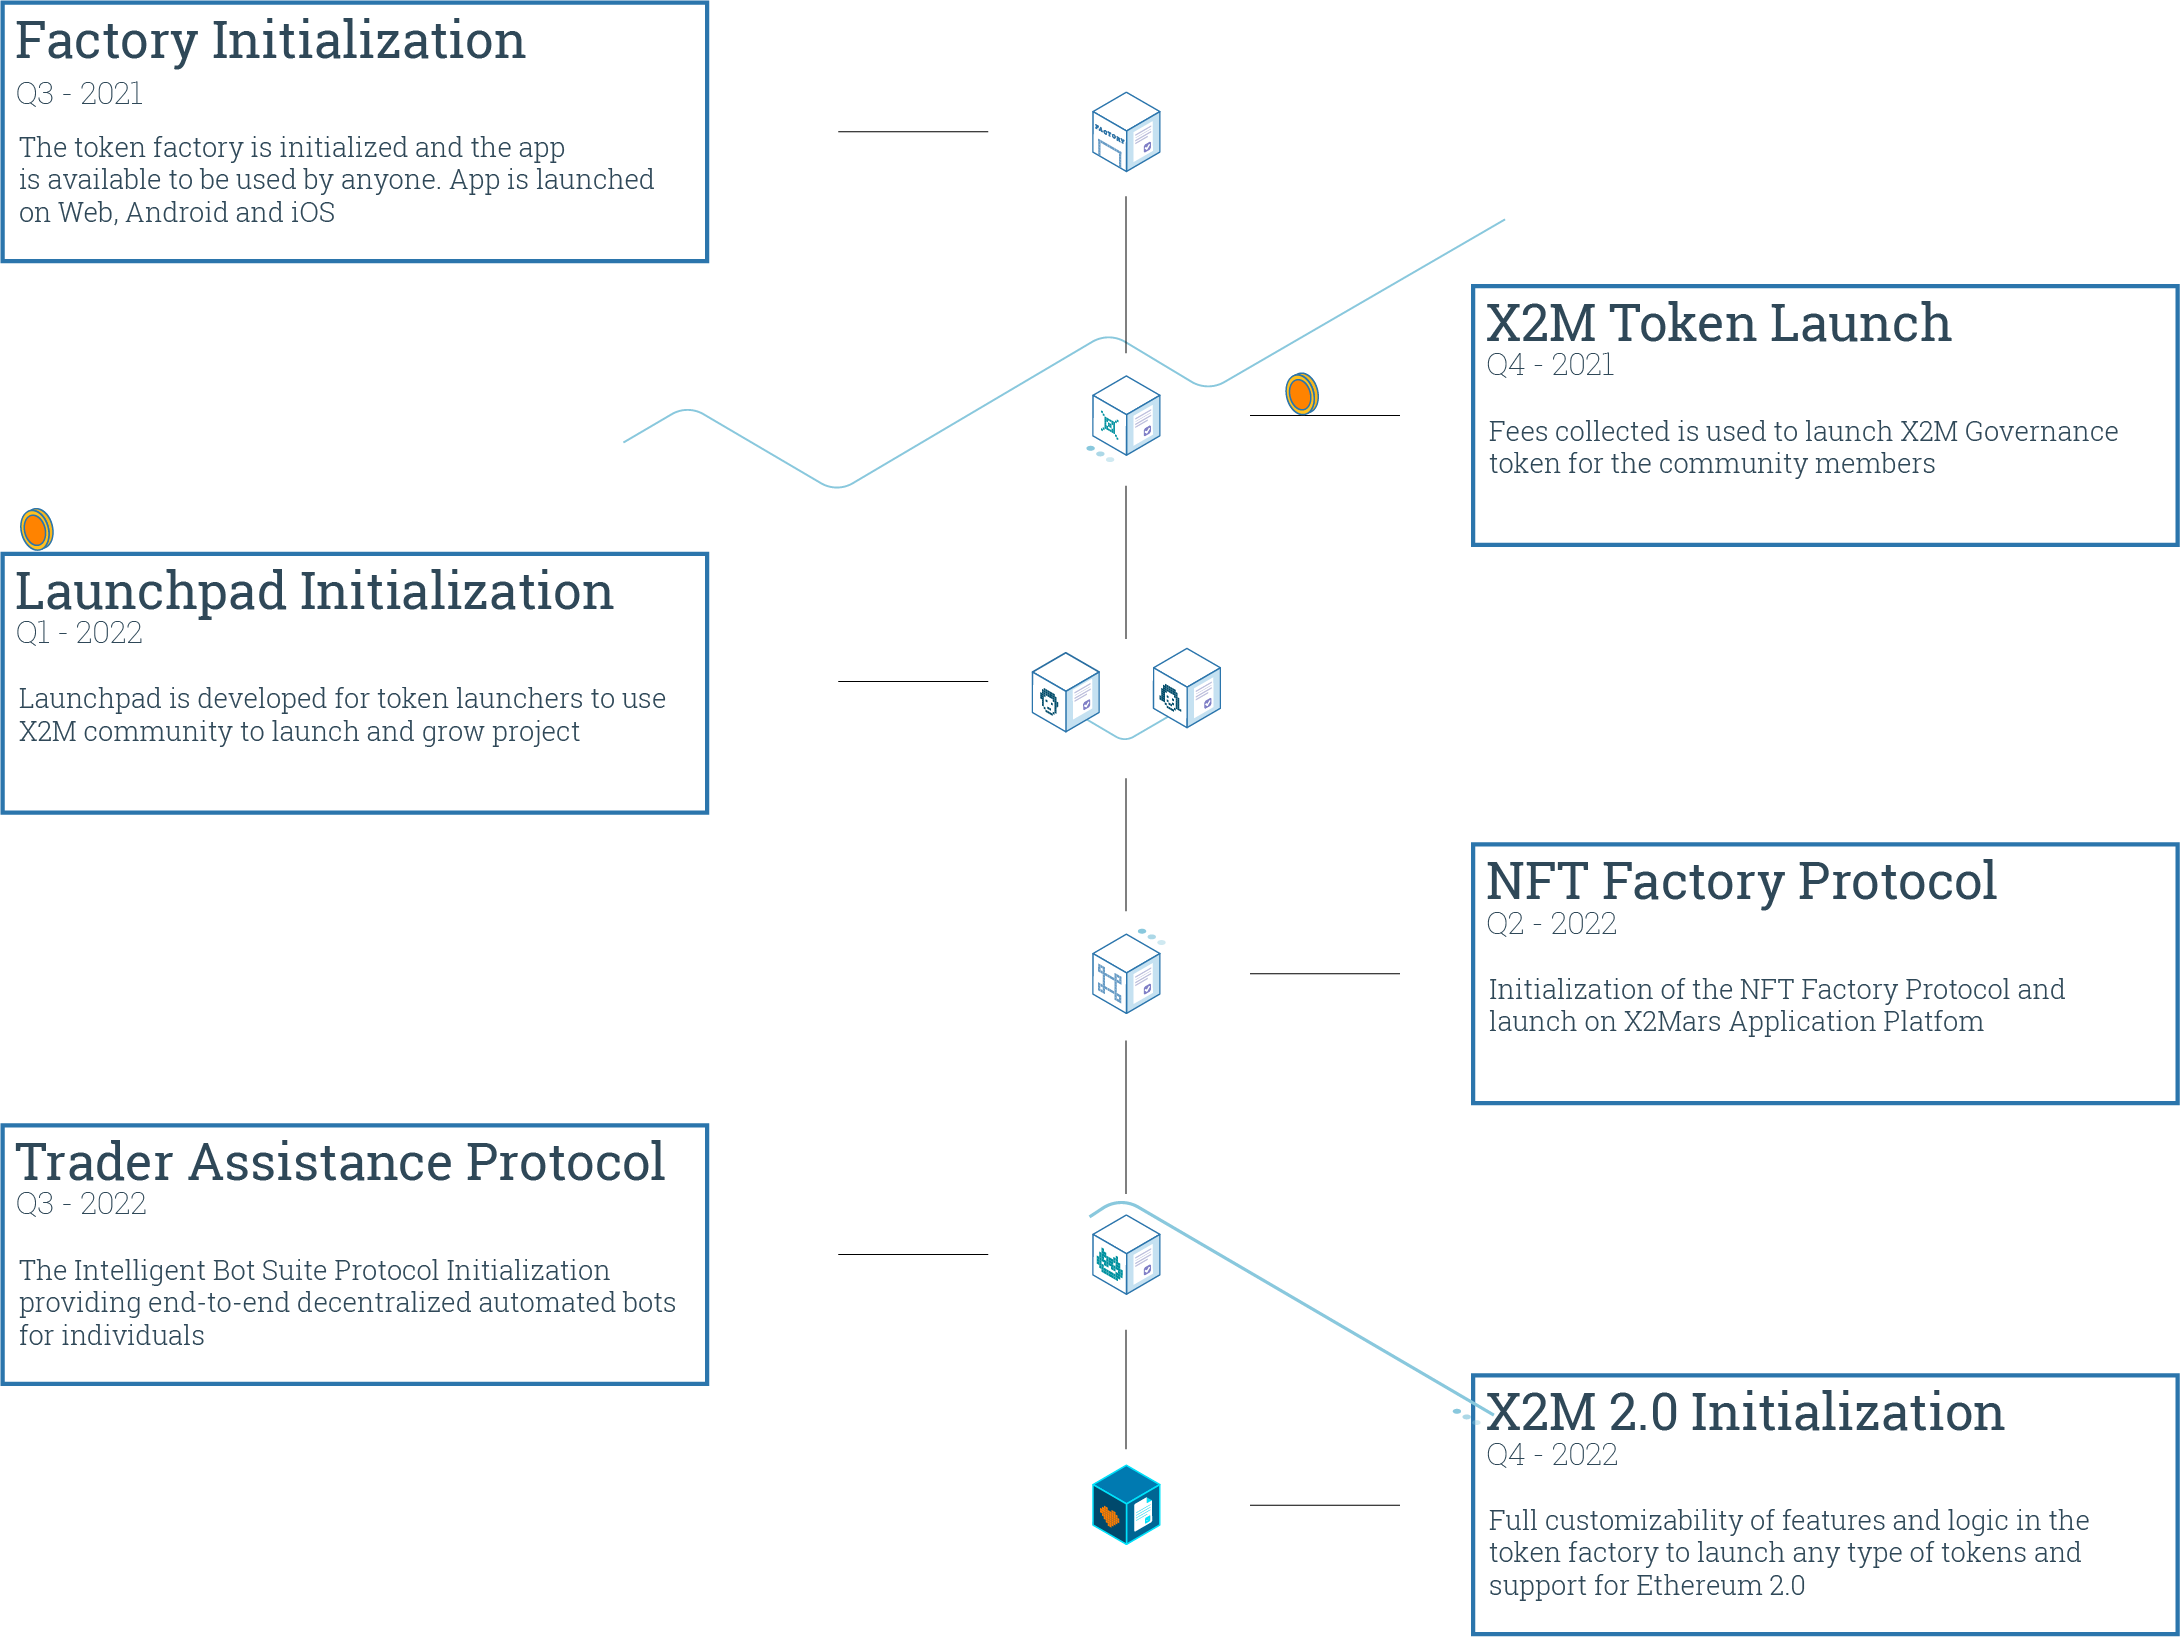 Factory Initialization
Q3 - 2021
The token factory is initialized and the app
is available to be used by anyone. App is launched
on Web, Android and iOS
FACTORY
X2M Token Launch
Q4 - 2021
Fees collected is used to launch X2M Governance
token for the community members
Launchpad Initialization
Q1 - 2022
Launchpad is developed for token launchers to use
X2M community to launch and grow project
NFT Factory Protocol
Q2 - 2022
Initialization of the NFT Factory Protocol and
launch on X2Mars Application Platfom
Trader Assistance Protocol
Q3 - 2022
The Intelligent Bot Suite Protocol Initialization
providing end-to-end decentralized automated bots
for individuals
X2M 2.0 Initialization
Q4 - 2022
Full customizability of features and logic in the
token factory to launch any type of tokens and
support for Ethereum 2.0